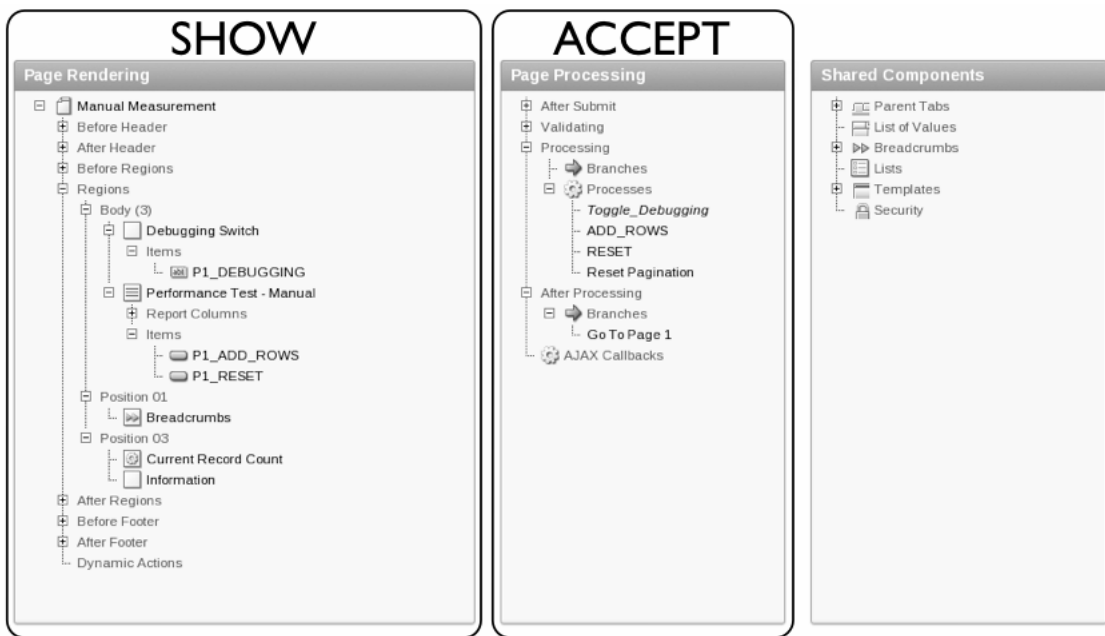 SHOW
Page Rendering
Manual Measurement
Before Header
After Header
Before Regions
Regions
Body (3)
Debugging Switch
Items
P1_DEBUGGING
Performance Test - Manual
Report Columns
Items
P1_ADD_ROWS
P1_RESET
Position 01
Breadcrumbs
Position 03
Current Record Count
Information
After Regions
Before Footer
After Footer
Dynamic Actions
ACCEPT
Page Processing
After Submit
Validating
Processing
Branches
Processes
Toggle_Debugging
ADD_ROWS
RESET
Reset Pagination
After Processing
Branches
Go To Page 1
AJAX Callbacks
Shared Components
Parent Tabs
List of Values
Breadcrumbs
Lists
Templates
Security